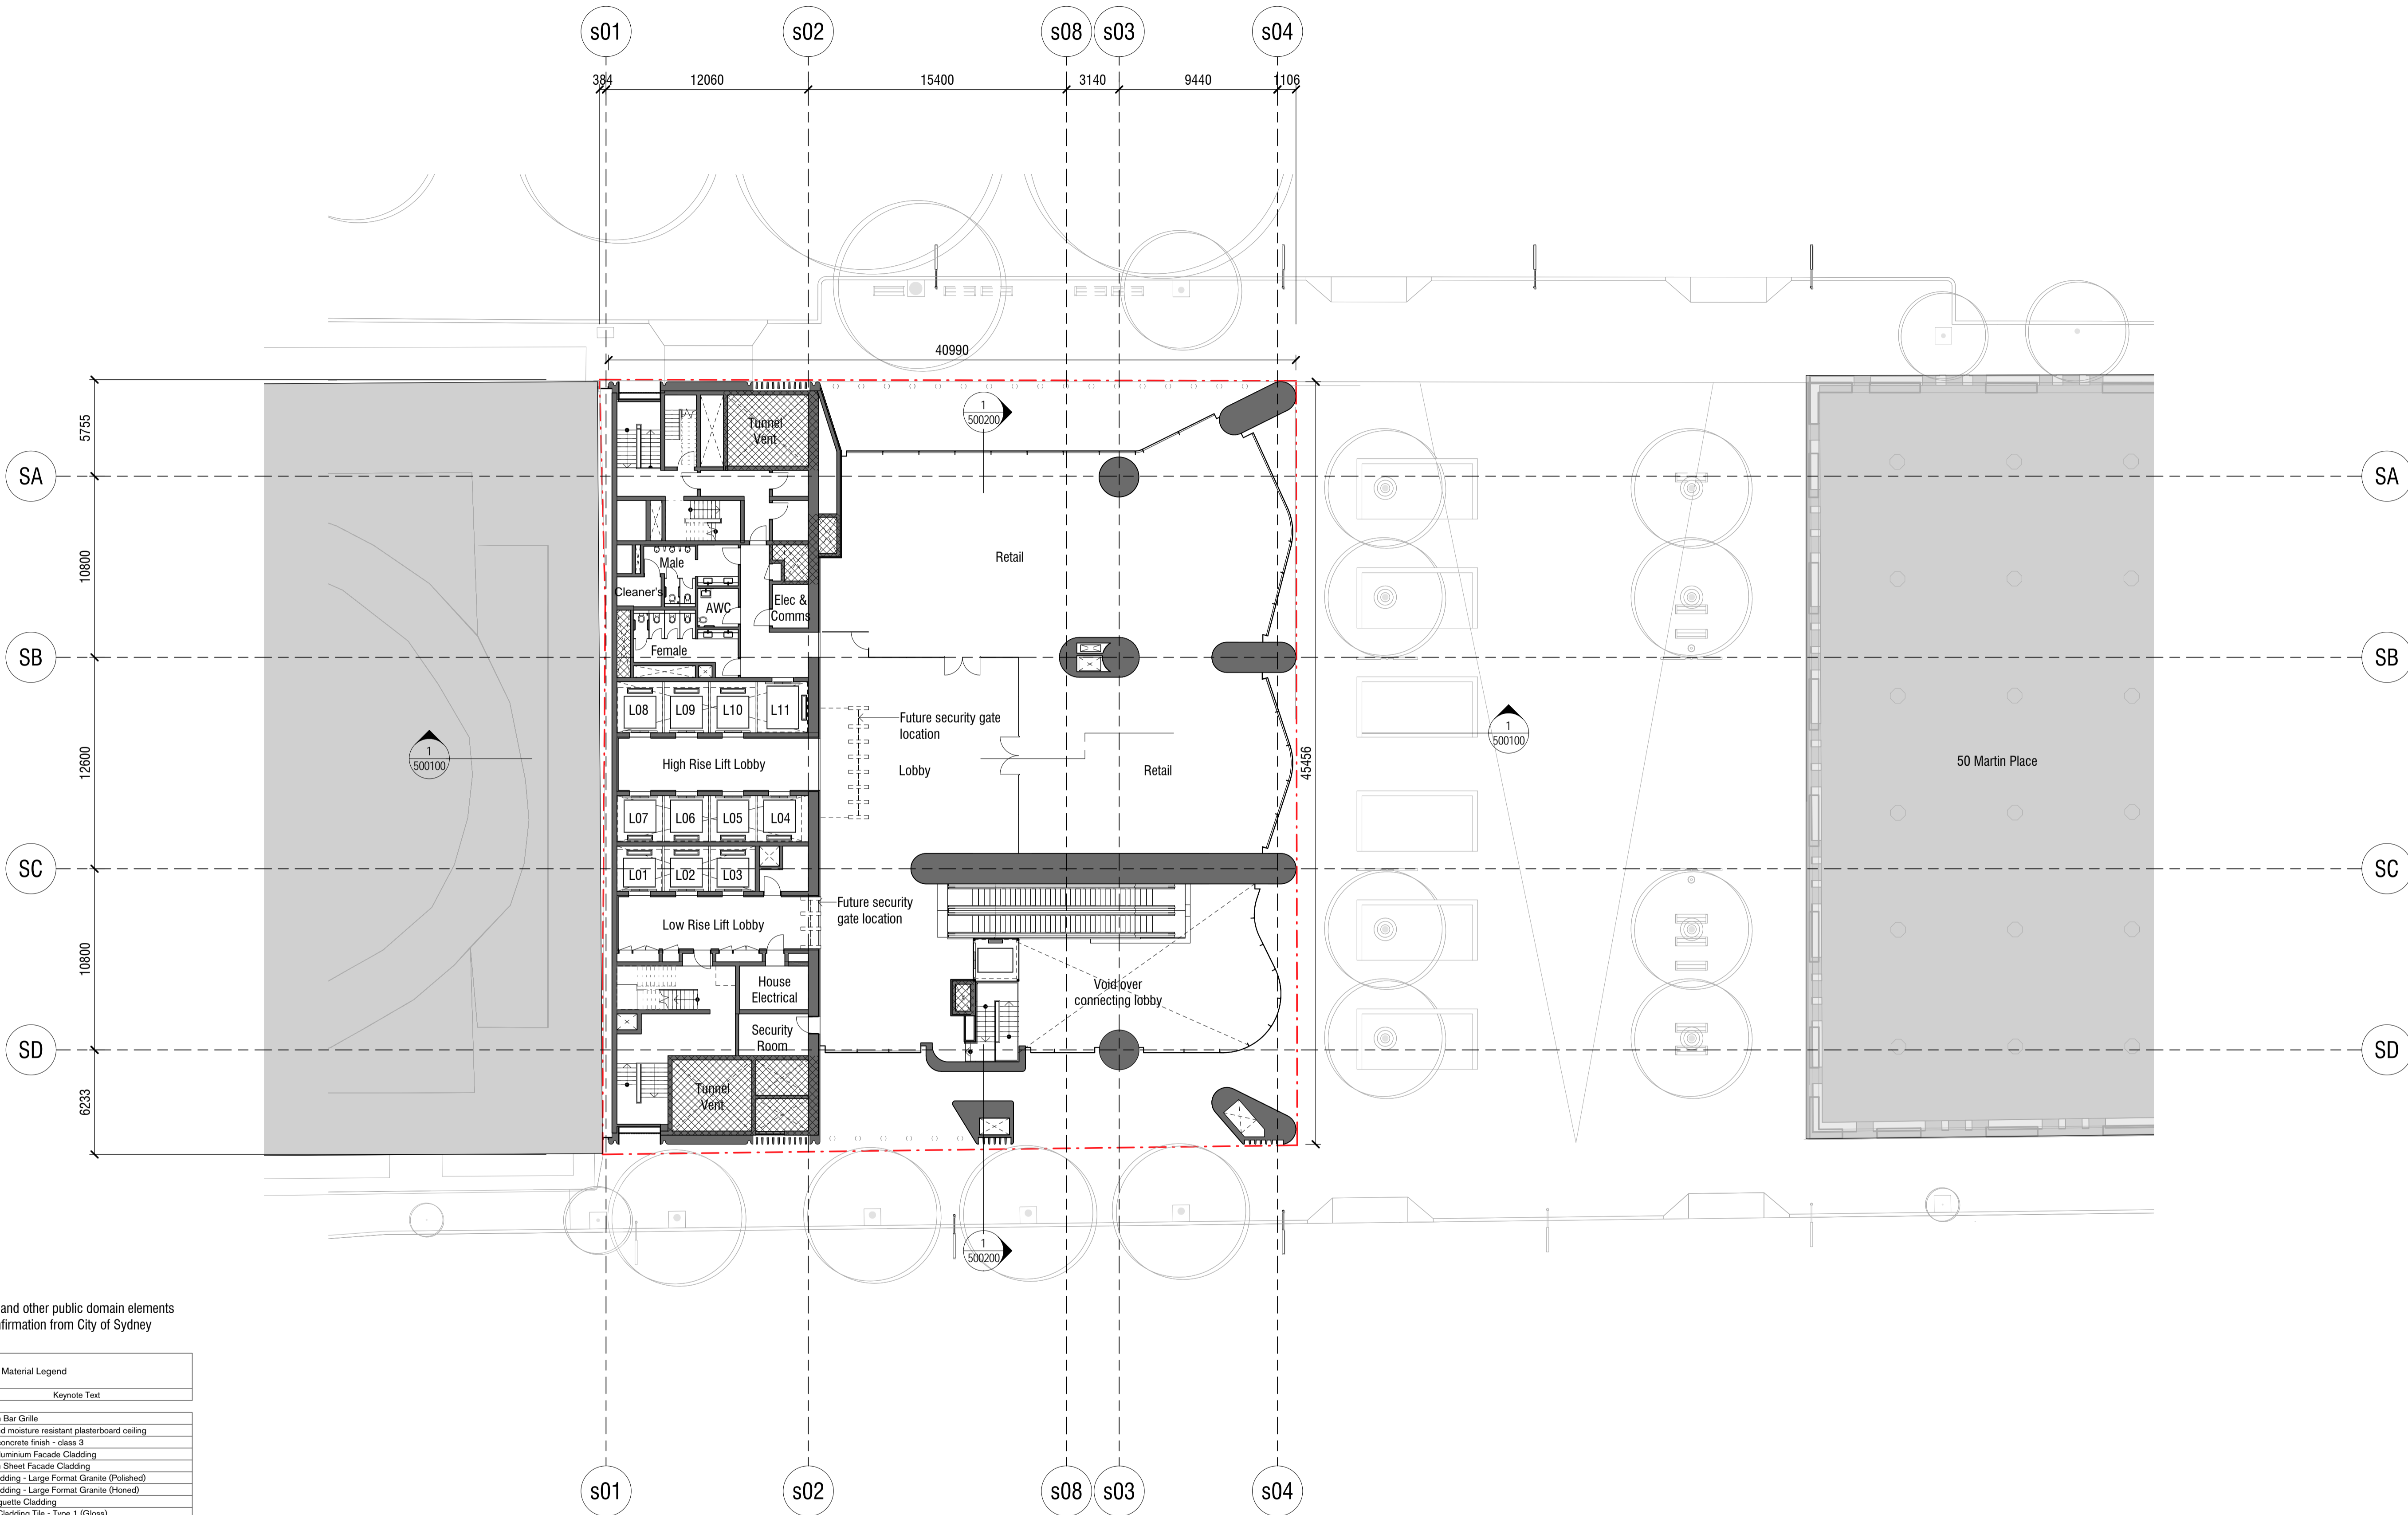 s01
s02
s08
s03
s04
384
12060
15400
3140
9440
1106
40990
5755
10800
12600
10800
6233
45456
SA
SA
SB
SB
SC
SC
SD
SD
1
500200
1
500100
1
500100
1
500200
Tunnel
Vent
Male
Cleaner's
AWC
Elec &
Comms
Female
Retail
L08
L09
L10
L11
Future security gate
location
High Rise Lift Lobby
Lobby
Retail
50 Martin Place
L07
L06
L05
L04
L01
L02
L03
Future security
gate location
Low Rise Lift Lobby
House
Electrical
Void over
connecting lobby
Security
Room
Tunnel
Vent
and other public domain elements
firmation from City of Sydney
Material Legend
Keynote Text
Bar Grille
moisture resistant plasterboard ceiling
concrete finish - class 3
Facade Cladding
Sheet Facade Cladding
- Large Format Granite (Polished)
- Large Format Granite (Honed)
Cladding
Cladding Tile - Type 1 (Gloss)
s01
s02
s08
s03
s04